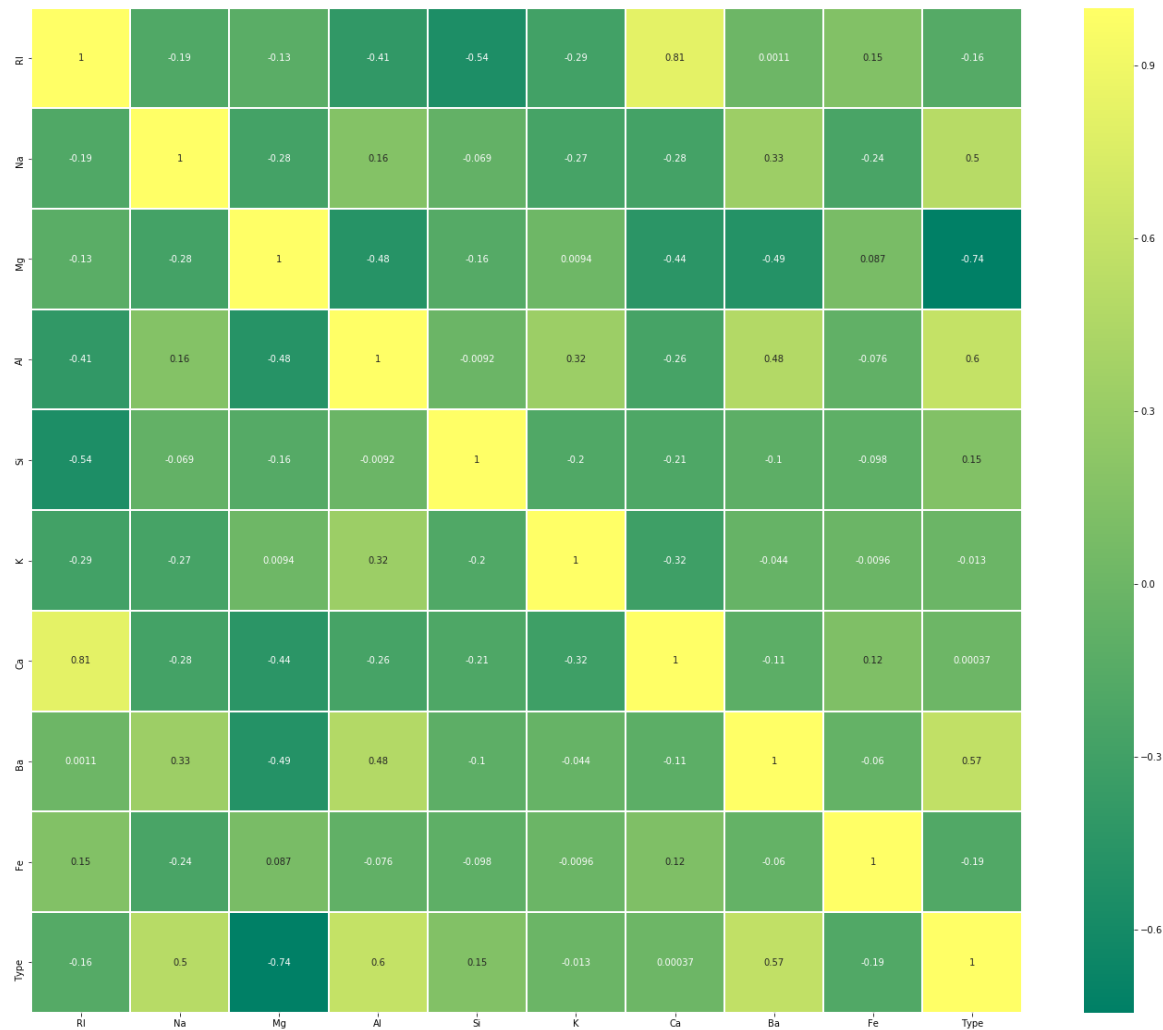 RI 1 -0.19 -0.13 -0.41 -0.54 -0.29 0.81 0.0011 0.15 -0.16
Na -0.19 1 -0.28 0.16 -0.069 -0.27 -0.28 0.33 -0.24 0.5
Mg -0.13 -0.28 1 -0.48 -0.16 0.0094 -0.44 -0.49 0.087 -0.74
Al -0.41 0.16 -0.48 1 -0.0092 0.32 -0.26 0.48 -0.076 0.6
Si -0.54 -0.069 -0.16 -0.0092 1 -0.2 -0.21 -0.1 -0.098 0.15
K -0.29 -0.27 0.0094 0.32 -0.2 1 -0.32 -0.044 -0.0096 -0.013
Ca 0.81 -0.28 -0.44 -0.26 -0.21 -0.32 1 -0.11 0.12 0.00037
Ba 0.0011 0.33 -0.49 0.48 -0.1 -0.044 -0.11 1 -0.06 0.57
Fe 0.15 -0.24 0.087 -0.076 -0.098 -0.0096 0.12 -0.06 1 -0.19
Type -0.16 0.5 -0.74 0.6 0.15 -0.013 0.00037 0.57 -0.19 1
RI Na Mg Al Si K Ca Ba Fe Type
0.9
0.6
0.3
0.0
−0.3
−0.6